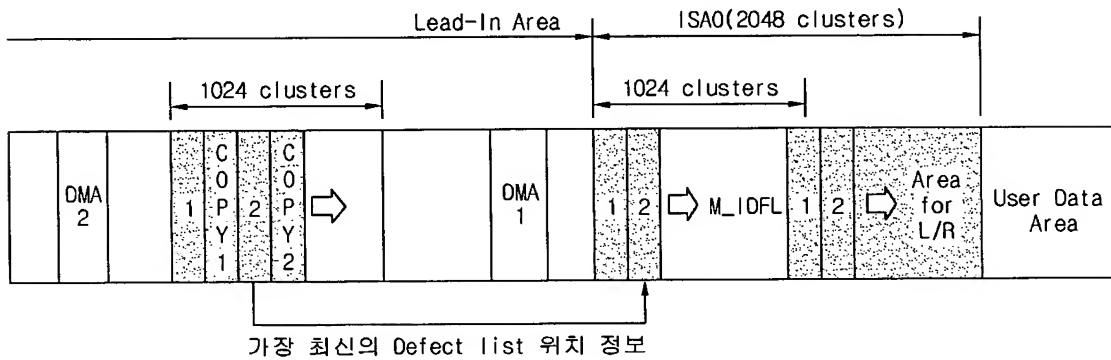 Lead-In Area
ISA0(2048 clusters)
1024 clusters
1024 clusters
DMA
2
1
COPY1
2
COPY2
DMA
1
1
2
M_IDFL
1
2
Area
for
L/R
User Data
Area
가장 최신의 Defect list 위치 정보